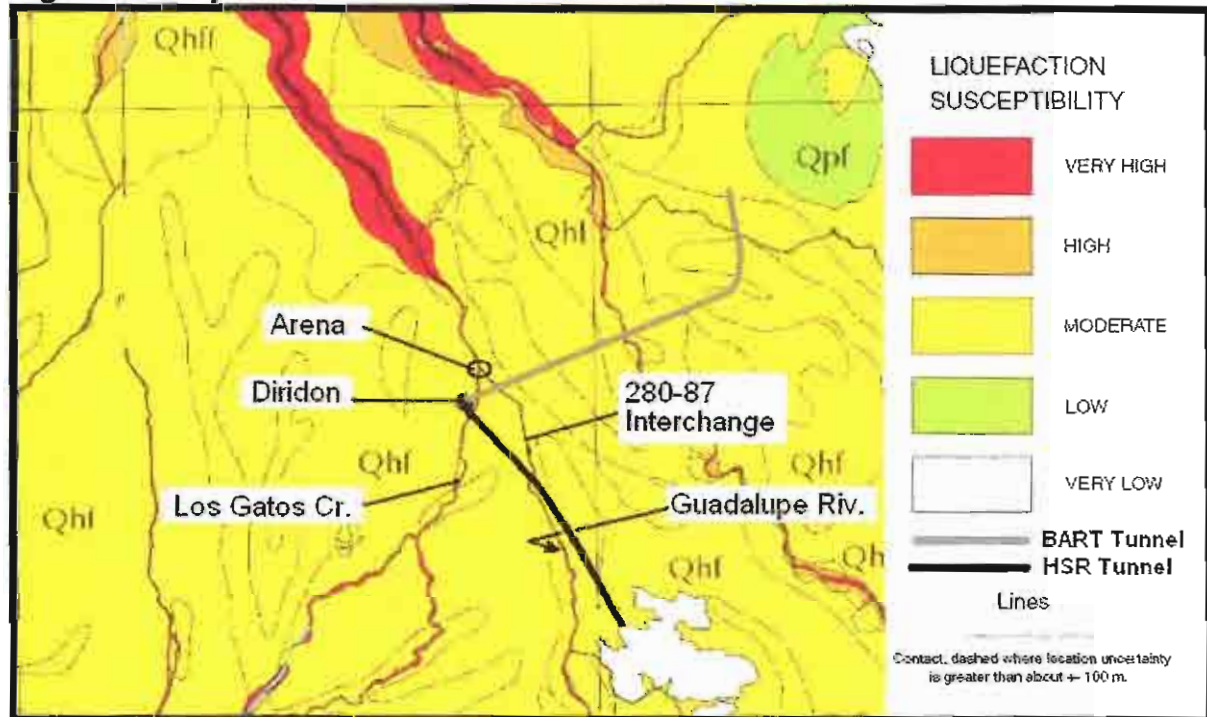 Qhff
Qpf
Qhf
Arena
Diridon
280-87
Interchange
Qhf
Qhf
Los Gatos Cr.
Guadalupe Riv.
Qhf
Qhf
Qh
LIQUEFACTION
SUSCEPTIBILITY
VERY HIGH
HIGH
MODERATE
LOW
VERY LOW
BART Tunnel
HSR Tunnel
Lines
Contact, dashed where location uncertainty
is greater than about +- 100 m.